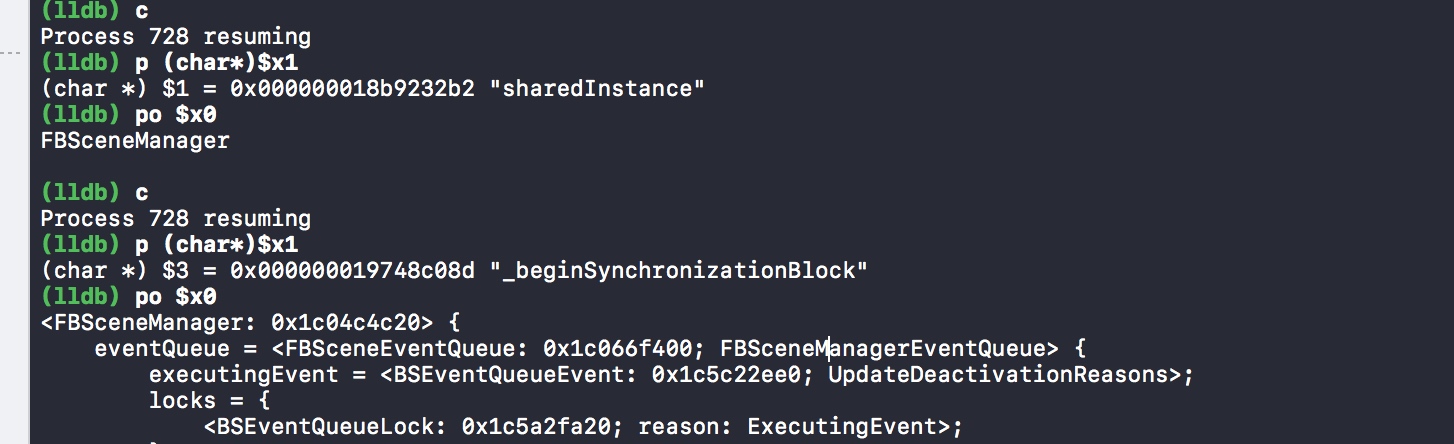 (lldb) c
Process 728 resuming
(lldb) p (char*)$x1
(char *) $1 = 0x000000018b9232b2 "sharedInstance"
(lldb) po $x0
FBSceneManager
(lldb) c
Process 728 resuming
(lldb) p (char*)$x1
(char *) $3 = 0x000000019748c08d "_beginSynchronizationBlock"
(lldb) po $x0
<FBSceneManager: 0x1c04c4c20> {
    eventQueue = <FBSceneEventQueue: 0x1c066f400; FBSceneManagerEventQueue> {
        executingEvent = <BSEventQueueEvent: 0x1c5c22ee0; UpdateDeactivationReasons>;
        locks = {
            <BSEventQueueLock: 0x1c5a2fa20; reason: ExecutingEvent>;